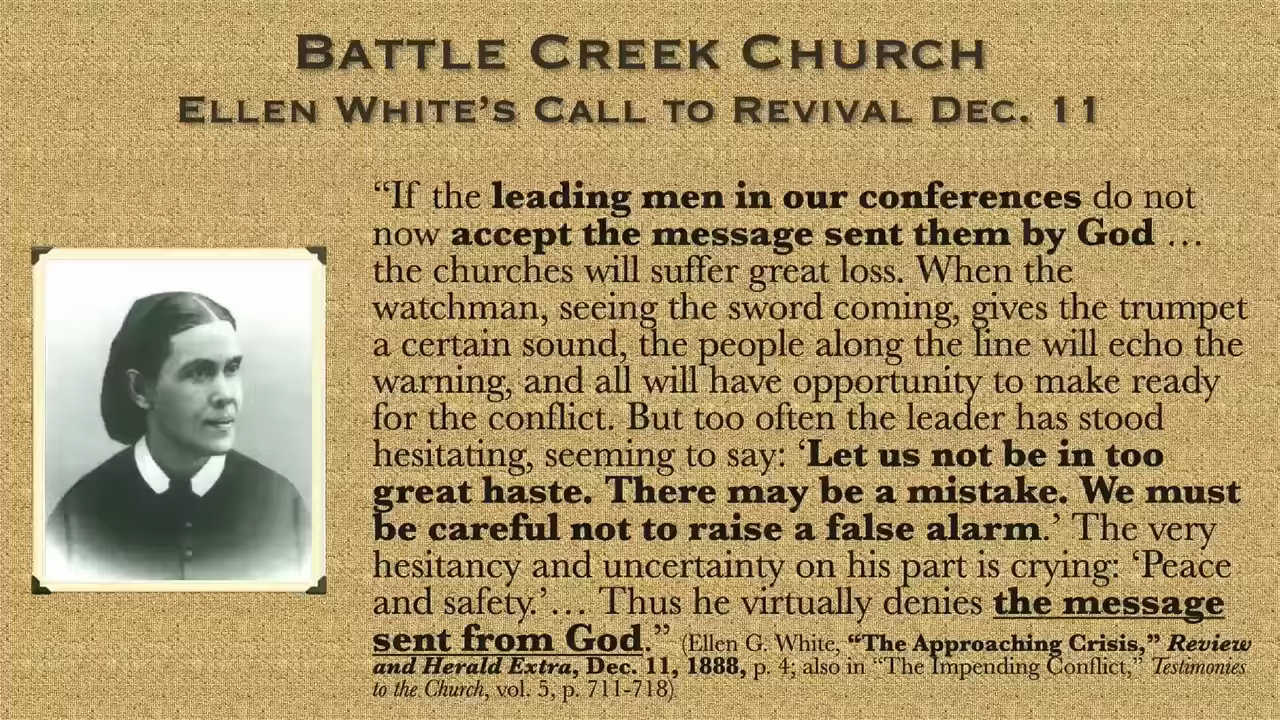 BATTLE CREEK CHURCH
ELLEN WHITE'S CALL TO REVIVAL DEC. 11
“If the leading men in our conferences do not
now accept the message sent them by God …
the churches will suffer great loss. When the
watchman, seeing the sword coming, gives the trumpet
a certain sound, the people along the line will echo the
warning, and all will have opportunity to make ready
for the conflict. But too often the leader has stood
hesitating, seeming to say: ‘Let us not be in too
great haste. There may be a mistake. We must
be careful not to raise a false alarm.’ The very
hesitancy and uncertainty on his part is crying: ‘Peace
and safety.’… Thus he virtually denies the message
sent from God.” (Ellen G. White, “The Approaching Crisis,” Review
and Herald Extra, Dec. 11, 1888, p. 4; also in “The Impending Conflict,” Testimonies
to the Church, vol. 5, p. 711-718)